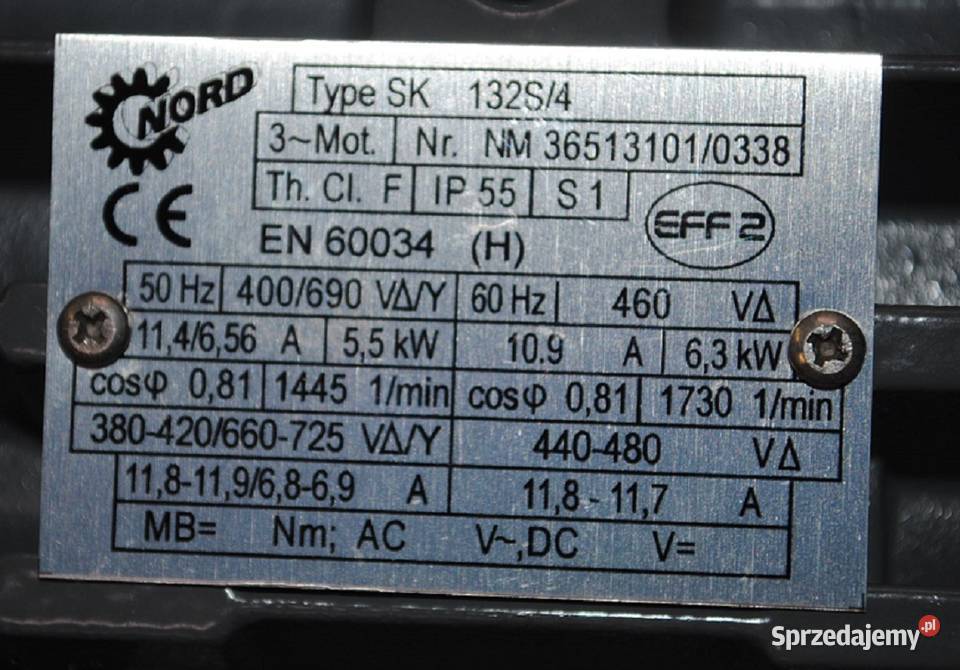 NORD
Type SK 132S/4
3~Mot. Nr. NM 36513101/0338
Th. Cl. F IP 55 S 1
CE EN 60034 (H) EFF 2
50 Hz 400/690 VΔ/Y 60 Hz 460 VΔ
11,4/6,56 A 5,5 kW 10.9 A 6,3 kW
cosφ 0,81 1445 1/min cosφ 0,81 1730 1/min
380-420/660-725 VΔ/Y 440-480 VΔ
11,8-11,9/6,8-6,9 A 11,8 - 11,7 A
MB= Nm; AC V~,DC V=
Sprzedajemy.pl